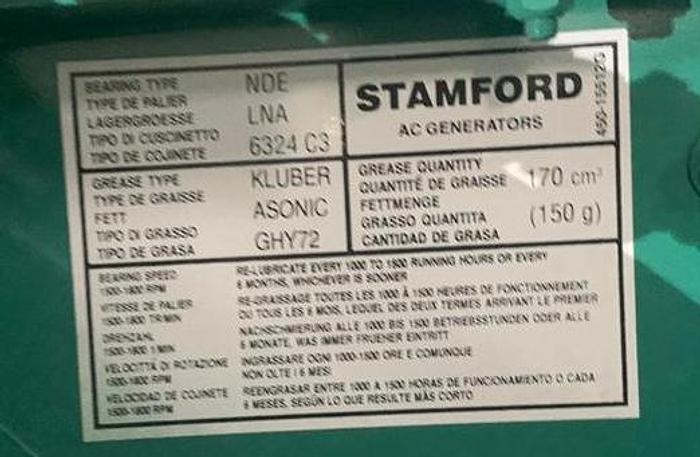 BEARING TYPE
TYPE DE PALIER
LAGERGROESSE
TIPO DI CUSCINETTO
TIPO DE COJINETE
NDE
LNA
6324 C3
STAMFORD
AC GENERATORS
450-15512G
GREASE TYPE
TYPE DE GRAISSE
FETT
TIPO DI GRASSO
TIPO DE GRASA
KLUBER
ASONIC
GHY72
GREASE QUANTITY
QUANTITÉ DE GRAISSE
FETTMENGE
GRASSO QUANTITA
CANTIDAD DE GRASA
170 cm³
(150 g)
BEARING SPEED
1500-1800 RPM
RE-LUBRICATE EVERY 1000 TO 1500 RUNNING HOURS OR EVERY
6 MONTHS, WHICHEVER IS SOONER
VITESSE DE PALIER
1500-1800 TR/MIN
RE-GRAISSAGE TOUTES LES 1000 À 1500 HEURES DE FONCTIONNEMENT
OU TOUS LES 6 MOIS, LEQUEL DES DEUX TERMES ARRIVANT LE PREMIER
DREHZAHL
1500-1800 1/MIN
NACHSCHMIERUNG ALLE 1000 BIS 1500 BETRIEBSSTUNDEN ODER ALLE
6 MONATE, WAS IMMER FRUEHER EINTRITT
VELOCITTÀ DI ROTAZIONE
1500-1800 RPM
INGRASSARE OGNI 1000-1500 ORE E COMUNQUE
NON OLTE I 6 MESI
VELOCIDAD DE COJINETE
1500-1800 RPM
REENGRASAR ENTRE 1000 A 1500 HORAS DE FUNCIONAMIENTO O CADA
6 MESES, SEGÚN LO QUE RESULTE MÀS CORTO